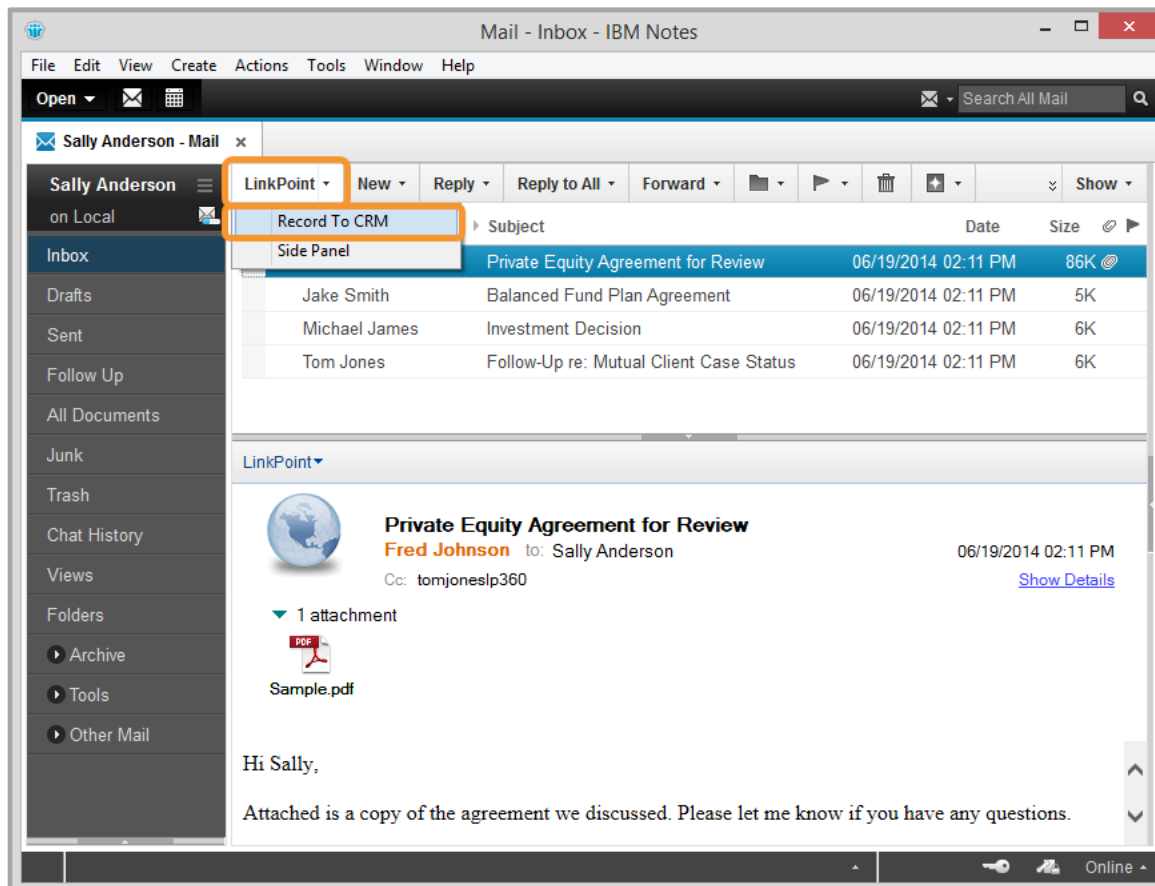 Mail - Inbox - IBM Notes
File Edit View Create Actions Tools Window Help
Open Search All Mail
Sally Anderson - Mail
Sally Anderson
on Local
LinkPoint New Reply Reply to All Forward Show
Record To CRM
Side Panel
Subject Date Size
Private Equity Agreement for Review 06/19/2014 02:11 PM 86K
Jake Smith Balanced Fund Plan Agreement 06/19/2014 02:11 PM 5K
Michael James Investment Decision 06/19/2014 02:11 PM 6K
Tom Jones Follow-Up re: Mutual Client Case Status 06/19/2014 02:11 PM 6K
Inbox
Drafts
Sent
Follow Up
All Documents
Junk
Trash
Chat History
Views
Folders
Archive
Tools
Other Mail
LinkPoint
Private Equity Agreement for Review
Fred Johnson to: Sally Anderson 06/19/2014 02:11 PM
Cc: tomjoneslp360 Show Details
1 attachment
PDF
Sample.pdf
Hi Sally,
Attached is a copy of the agreement we discussed. Please let me know if you have any questions.
Online